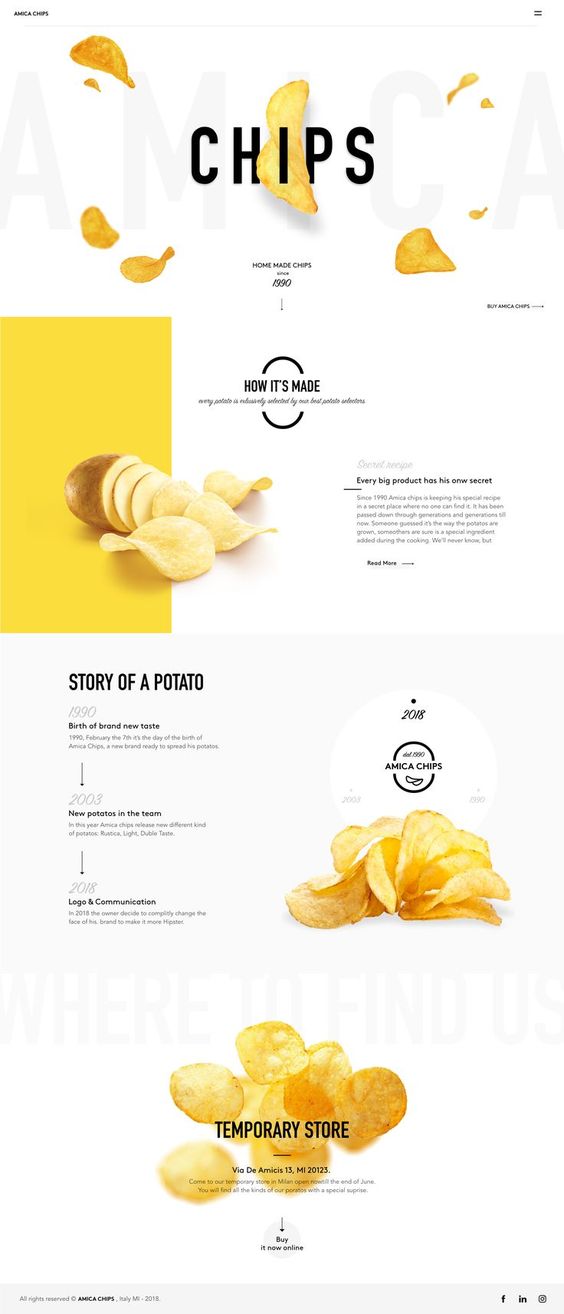 AMICA CHIPS
AMICA
CHIPS
HOME MADE CHIPS
since
1990
BUY AMICA CHIPS
HOW IT'S MADE
every potato is exlusively selected by our best potato selectors
Secret recipe
Every big product has his onw secret
Since 1990 Amica chips is keeping his special recipe
in a secret place where no one can find it. It has been
passed down through generations and generations till
now. Someone guessed it's the way the potatos are
grown, someothers are sure is a special ingredient
added during the cooking. We'll never know, but
Read More
STORY OF A POTATO
1990
Birth of brand new taste
1990, February the 7th it's the day of the birth of
Amica Chips, a new brand ready to spread his potatos.
2003
New potatos in the team
In this year Amica chips release new different kind
of potatos: Rustica, Light, Duble Taste.
2018
Logo & Communication
In 2018 the owner decide to complitly change the
face of his. brand to make it more Hipster.
2018
dal 1990
AMICA CHIPS
2003
1990
WHERE TO FIND US
TEMPORARY STORE
Via De Amicis 13, MI 20123.
Come to our temporary store in Milan open nowtill the end of June.
You will find all the kinds of our poratos with a special suprise.
Buy
it now online
All rights reserved © AMICA CHIPS , Italy MI - 2018.